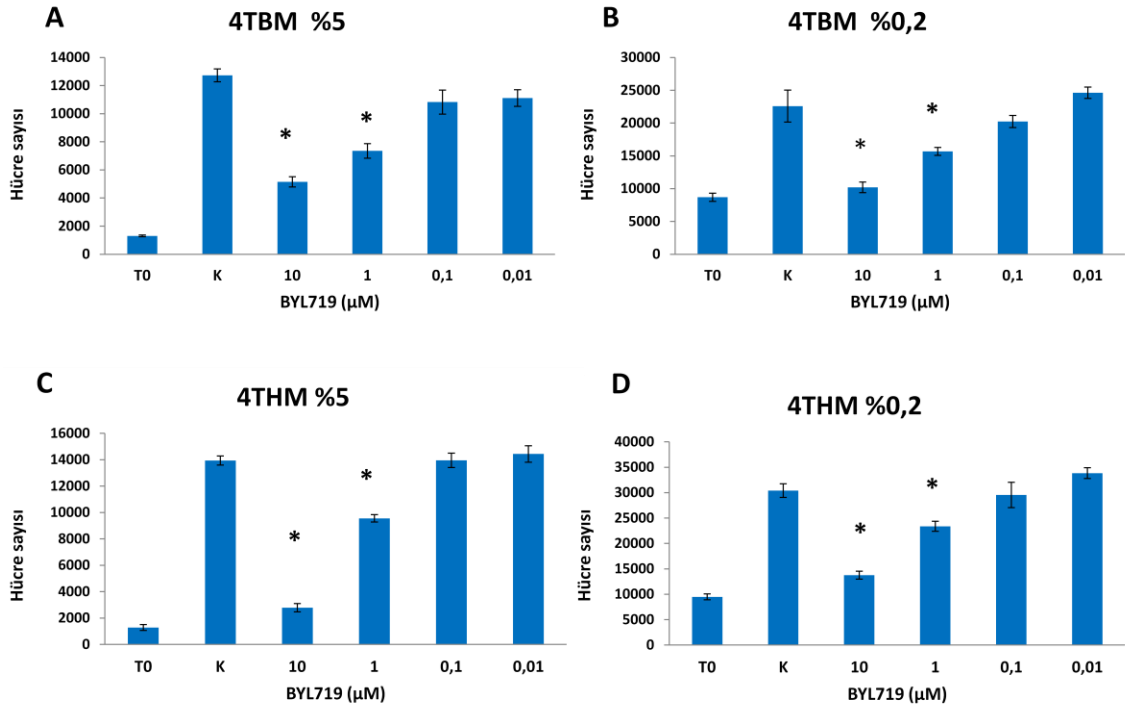 A
4TBM %5
Hücre sayısı
14000
12000
10000
8000
6000
4000
2000
0
*
*
T0 K 10 1 0,1 0,01
BYL719 (µM)
B
4TBM %0,2
Hücre sayısı
30000
25000
20000
15000
10000
5000
0
*
*
T0 K 10 1 0,1 0,01
BYL719 (µM)
C
4THM %5
Hücre sayısı
16000
14000
12000
10000
8000
6000
4000
2000
0
*
*
T0 K 10 1 0,1 0,01
BYL719 (µM)
D
4THM %0,2
Hücre sayısı
40000
35000
30000
25000
20000
15000
10000
5000
0
*
*
T0 K 10 1 0,1 0,01
BYL719 (µM)